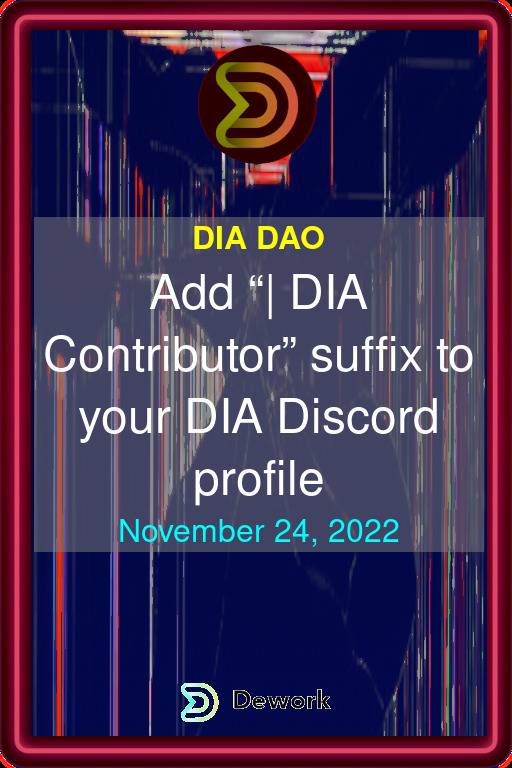 DIA DAO
Add “| DIA
Contributor” suffix to
your DIA Discord
profile
November 24, 2022
Dework